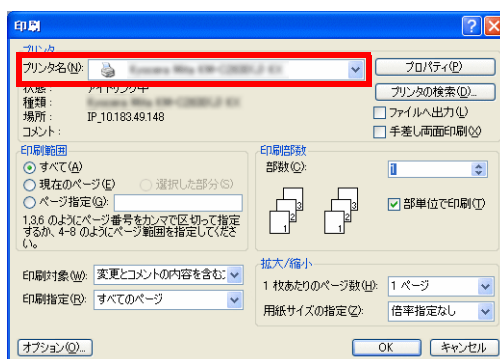 印刷
プリンタ
プリンタ名(N):
プロパティ(P)
状態: アイドリング中
プリンタの検索(D)...
種類:
場所: IP_10.183.49.148
ファイルへ出力(L)
コメント:
手差し両面印刷(X)
印刷範囲
すべて(A)
現在のページ(E) 選択した部分(S)
ページ指定(G):
1,3,6 のようにページ番号をカンマで区切って指定
するか、4-8 のようにページ範囲を指定してくださ
い。
印刷部数
部数(C): 1
部単位で印刷(T)
印刷対象(W): 変更とコメントの内容を含む
印刷指定(R): すべてのページ
拡大/縮小
1 枚あたりのページ数(H): 1 ページ
用紙サイズの指定(Z): 倍率指定なし
オプション(O)...
OK
キャンセル